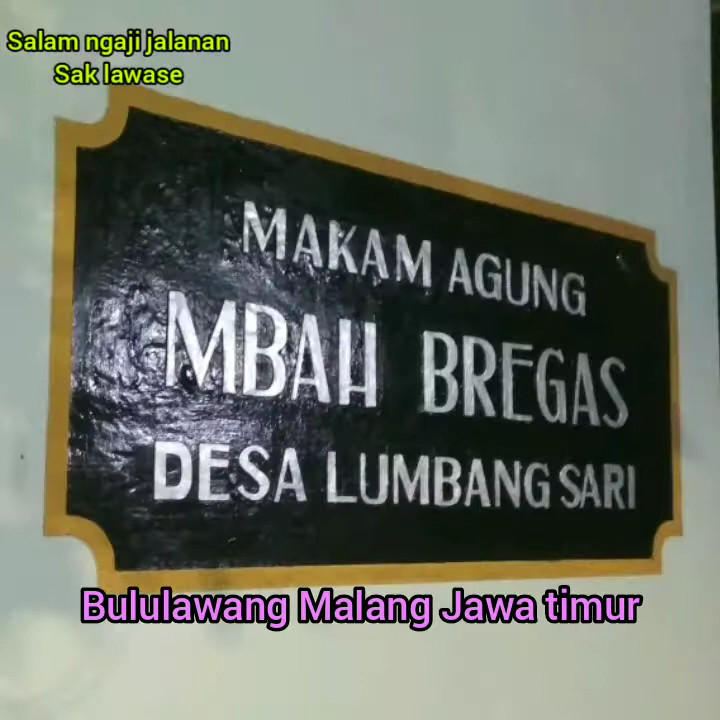 Salam ngaji jalanan
Sak lawase
MAKAM AGUNG
MBAH BREGAS
DESA LUMBANG SARI
Bululawang Malang Jawa timur